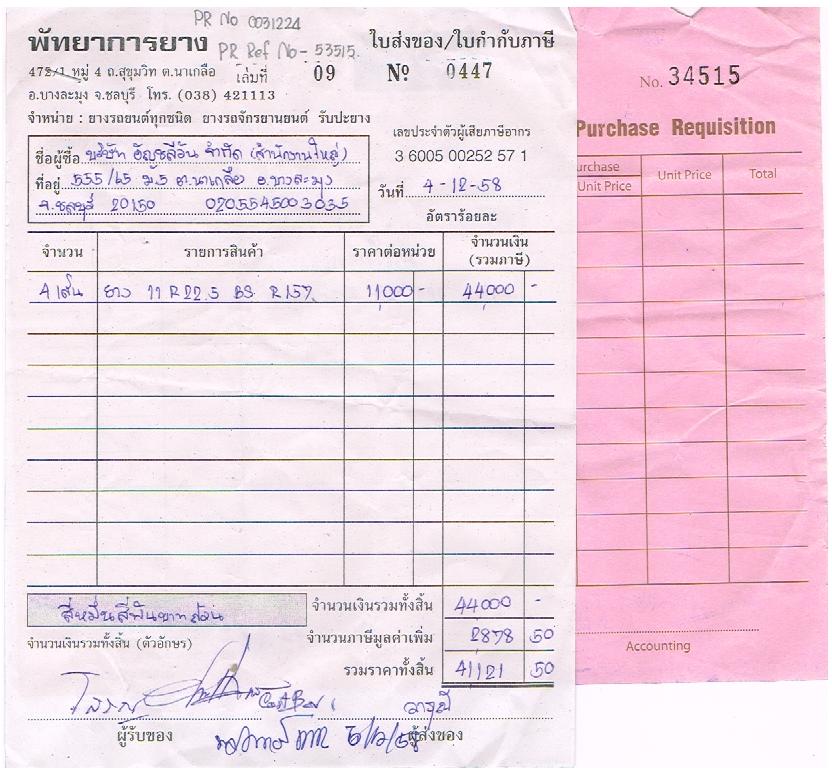 PR No 0031224
พัทยาการยาง PR Ref No - 53515. ใบส่งของ/ใบกำกับภาษี
472/1 หมู่ 4 ถ.สุขุมวิท ต.นาเกลือ เล่มที่ 09 Nº 0447
อ.บางละมุง จ.ชลบุรี โทร. (038) 421113
จำหน่าย : ยางรถยนต์ทุกชนิด ยางรถจักรยานยนต์ รับปะยาง
เลขประจำตัวผู้เสียภาษีอากร
3 6005 00252 57 1
ชื่อผู้ซื้อ บริษัท อัญชลีอัน จำกัด (สำนักงานใหญ่)
ที่อยู่ 555/65 ม.5 ต.นาเกลือ อ.บางละมุง
จ.ชลบุรี 20150 0205545003035
วันที่ 4-12-58
อัตราร้อยละ
จำนวน รายการสินค้า ราคาต่อหน่วย จำนวนเงิน
(รวมภาษี)
4 เส้น ยาง 11 R 22.5 BS R157 11000 - 44000 -
สี่หมื่นสี่พันบาทถ้วน จำนวนเงินรวมทั้งสิ้น 44000 -
จำนวนเงินรวมทั้งสิ้น (ตัวอักษร) จำนวนภาษีมูลค่าเพิ่ม 2878 50
รวมราคาทั้งสิ้น 41121 50
ผู้รับของ ผู้ส่งของ
No. 34515
Purchase Requisition
urchase
Unit Price Unit Price Total
Accounting